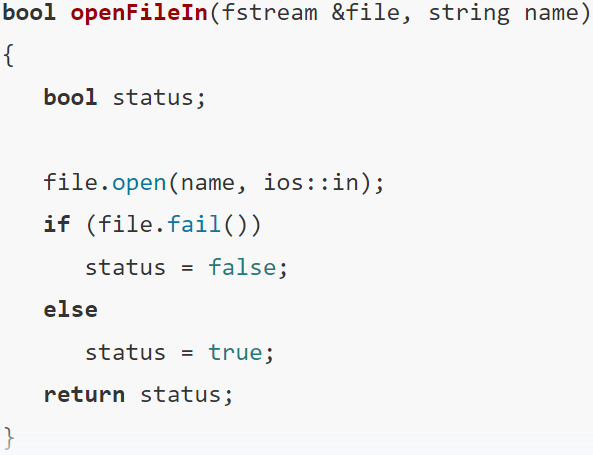 bool openFileIn(fstream &file, string name)
{
   bool status;

   file.open(name, ios::in);
   if (file.fail())
      status = false;
   else
      status = true;
   return status;
}